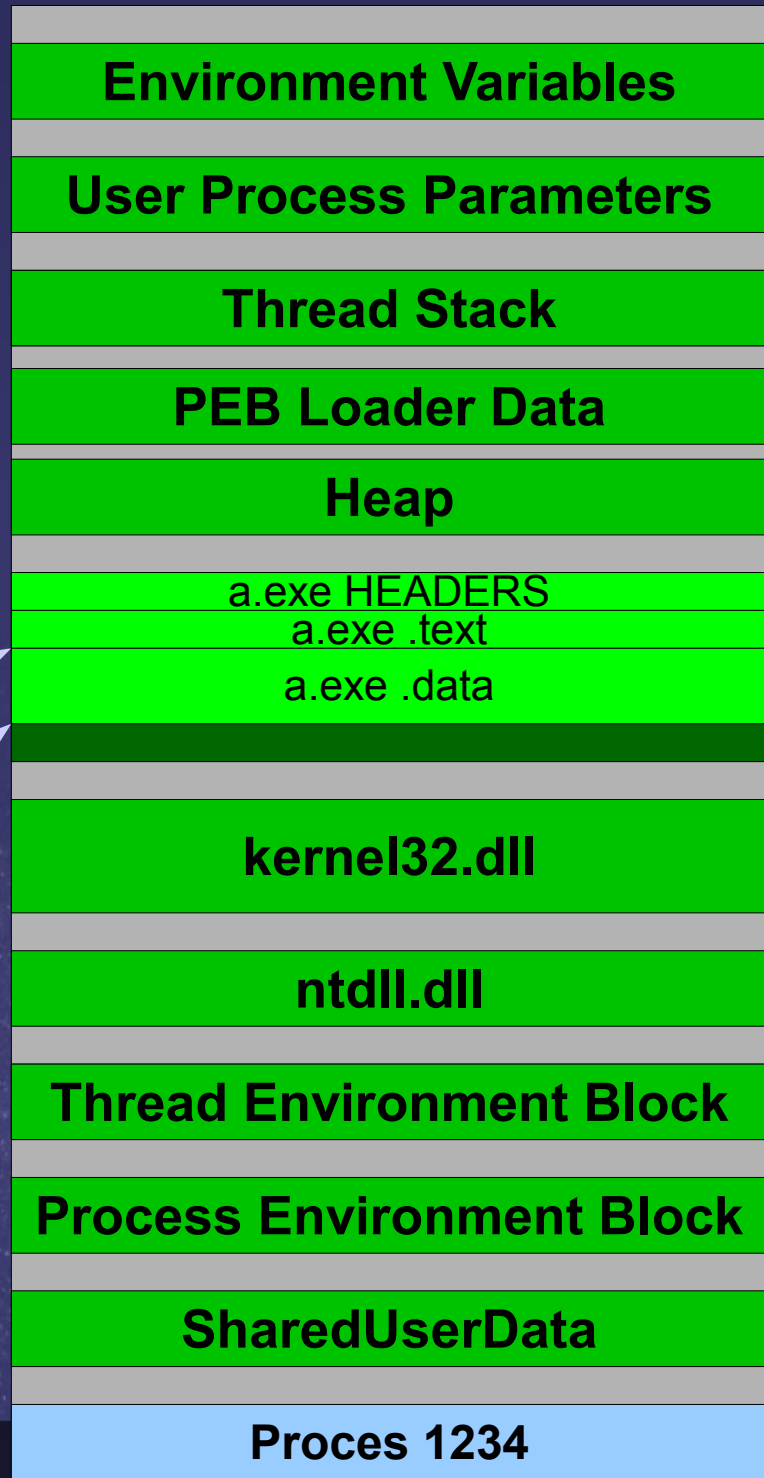 Environment Variables
User Process Parameters
Thread Stack
PEB Loader Data
Heap
a.exe HEADERS
a.exe .text
a.exe .data
kernel32.dll
ntdll.dll
Thread Environment Block
Process Environment Block
SharedUserData
Proces 1234